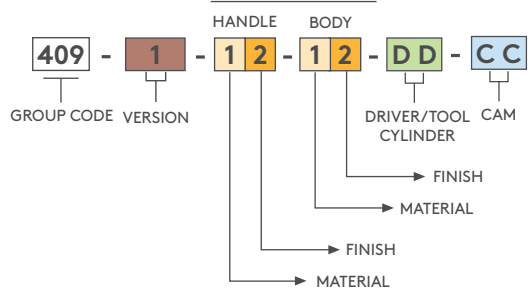 HANDLE BODY
409 - 1 - 1 2 - 1 2 - D D - C C
GROUP CODE VERSION DRIVER/TOOL CAM
CYLINDER
FINISH
MATERIAL
FINISH
MATERIAL